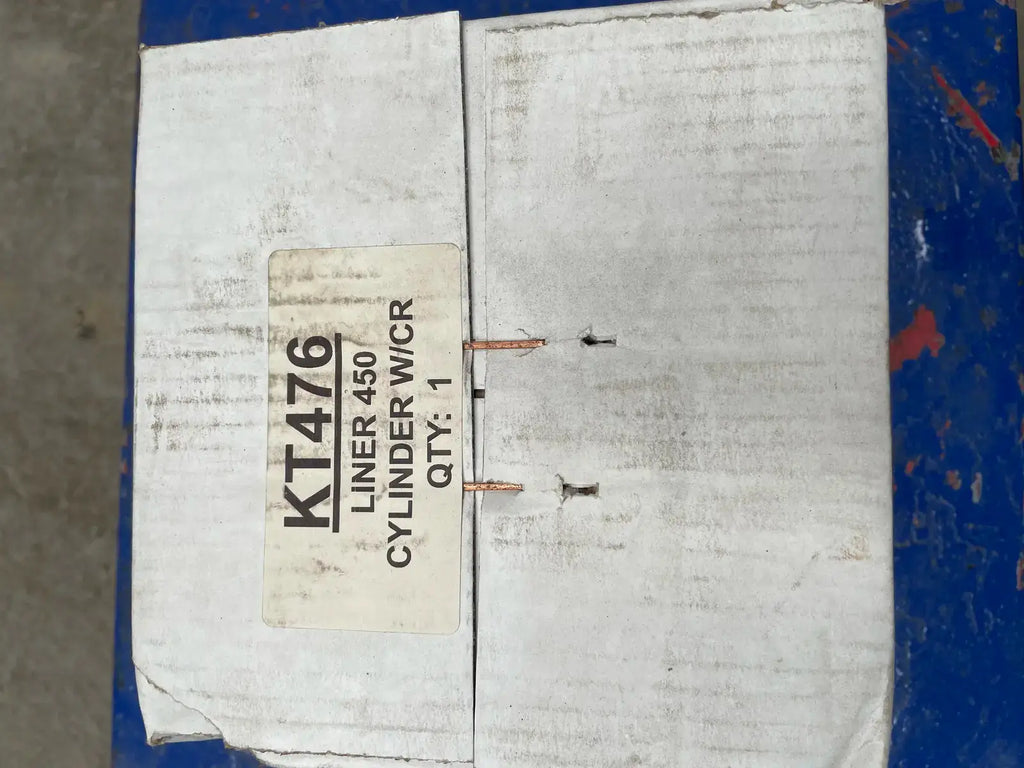 KT476
LINER 450
CYLINDER W/CR
QTY: 1